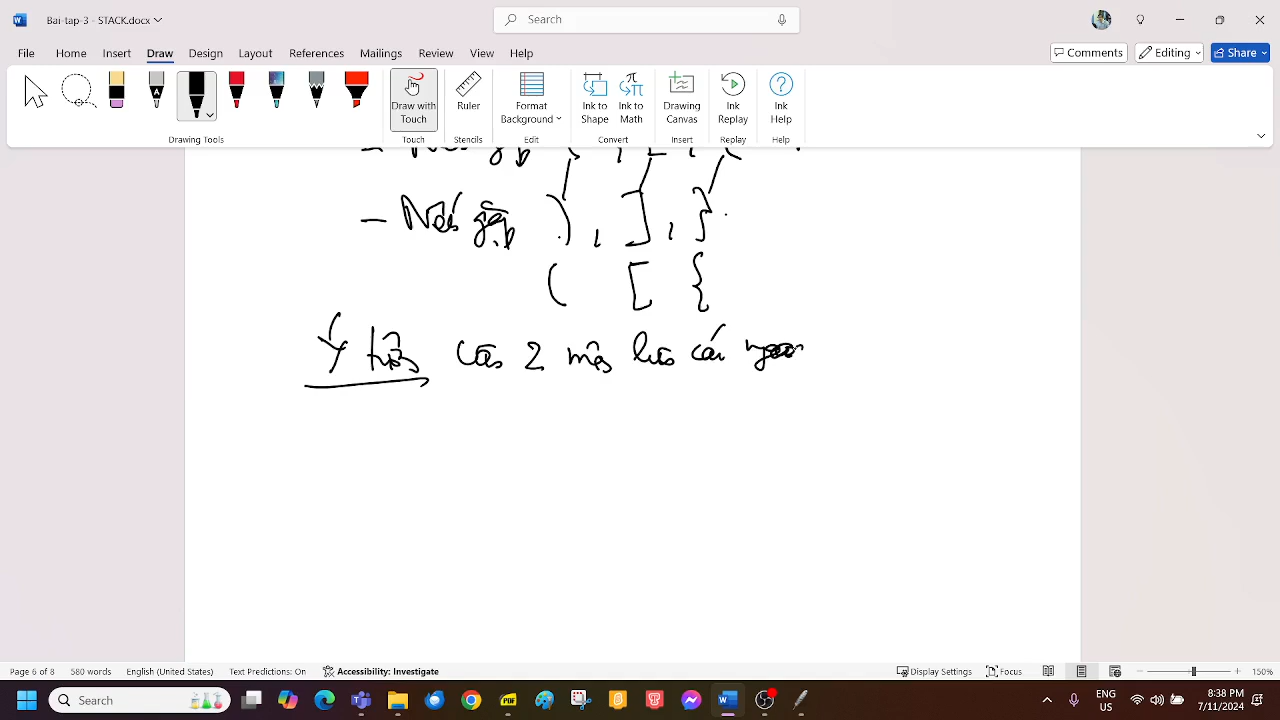 Bai-tap-3 - STACK.docx
Search
File Home Insert Draw Design Layout References Mailings Review View Help
Comments Editing Share
A
Draw with Touch
Ruler
Format Background
Ink to Shape
Ink to Math
Drawing Canvas
Ink Replay
Ink Help
Drawing Tools Touch Stencils Edit Convert Insert Replay Help
- Nếu gặp ) , ] , } .
( [ {
Ý tưởng Cần 2 mảng lưu các
Page 6 of 8 580 words English (United States) Text Predictions: On Accessibility: Investigate Display Settings Focus 150%
Search PDF ENG US 8:38 PM 7/11/2024